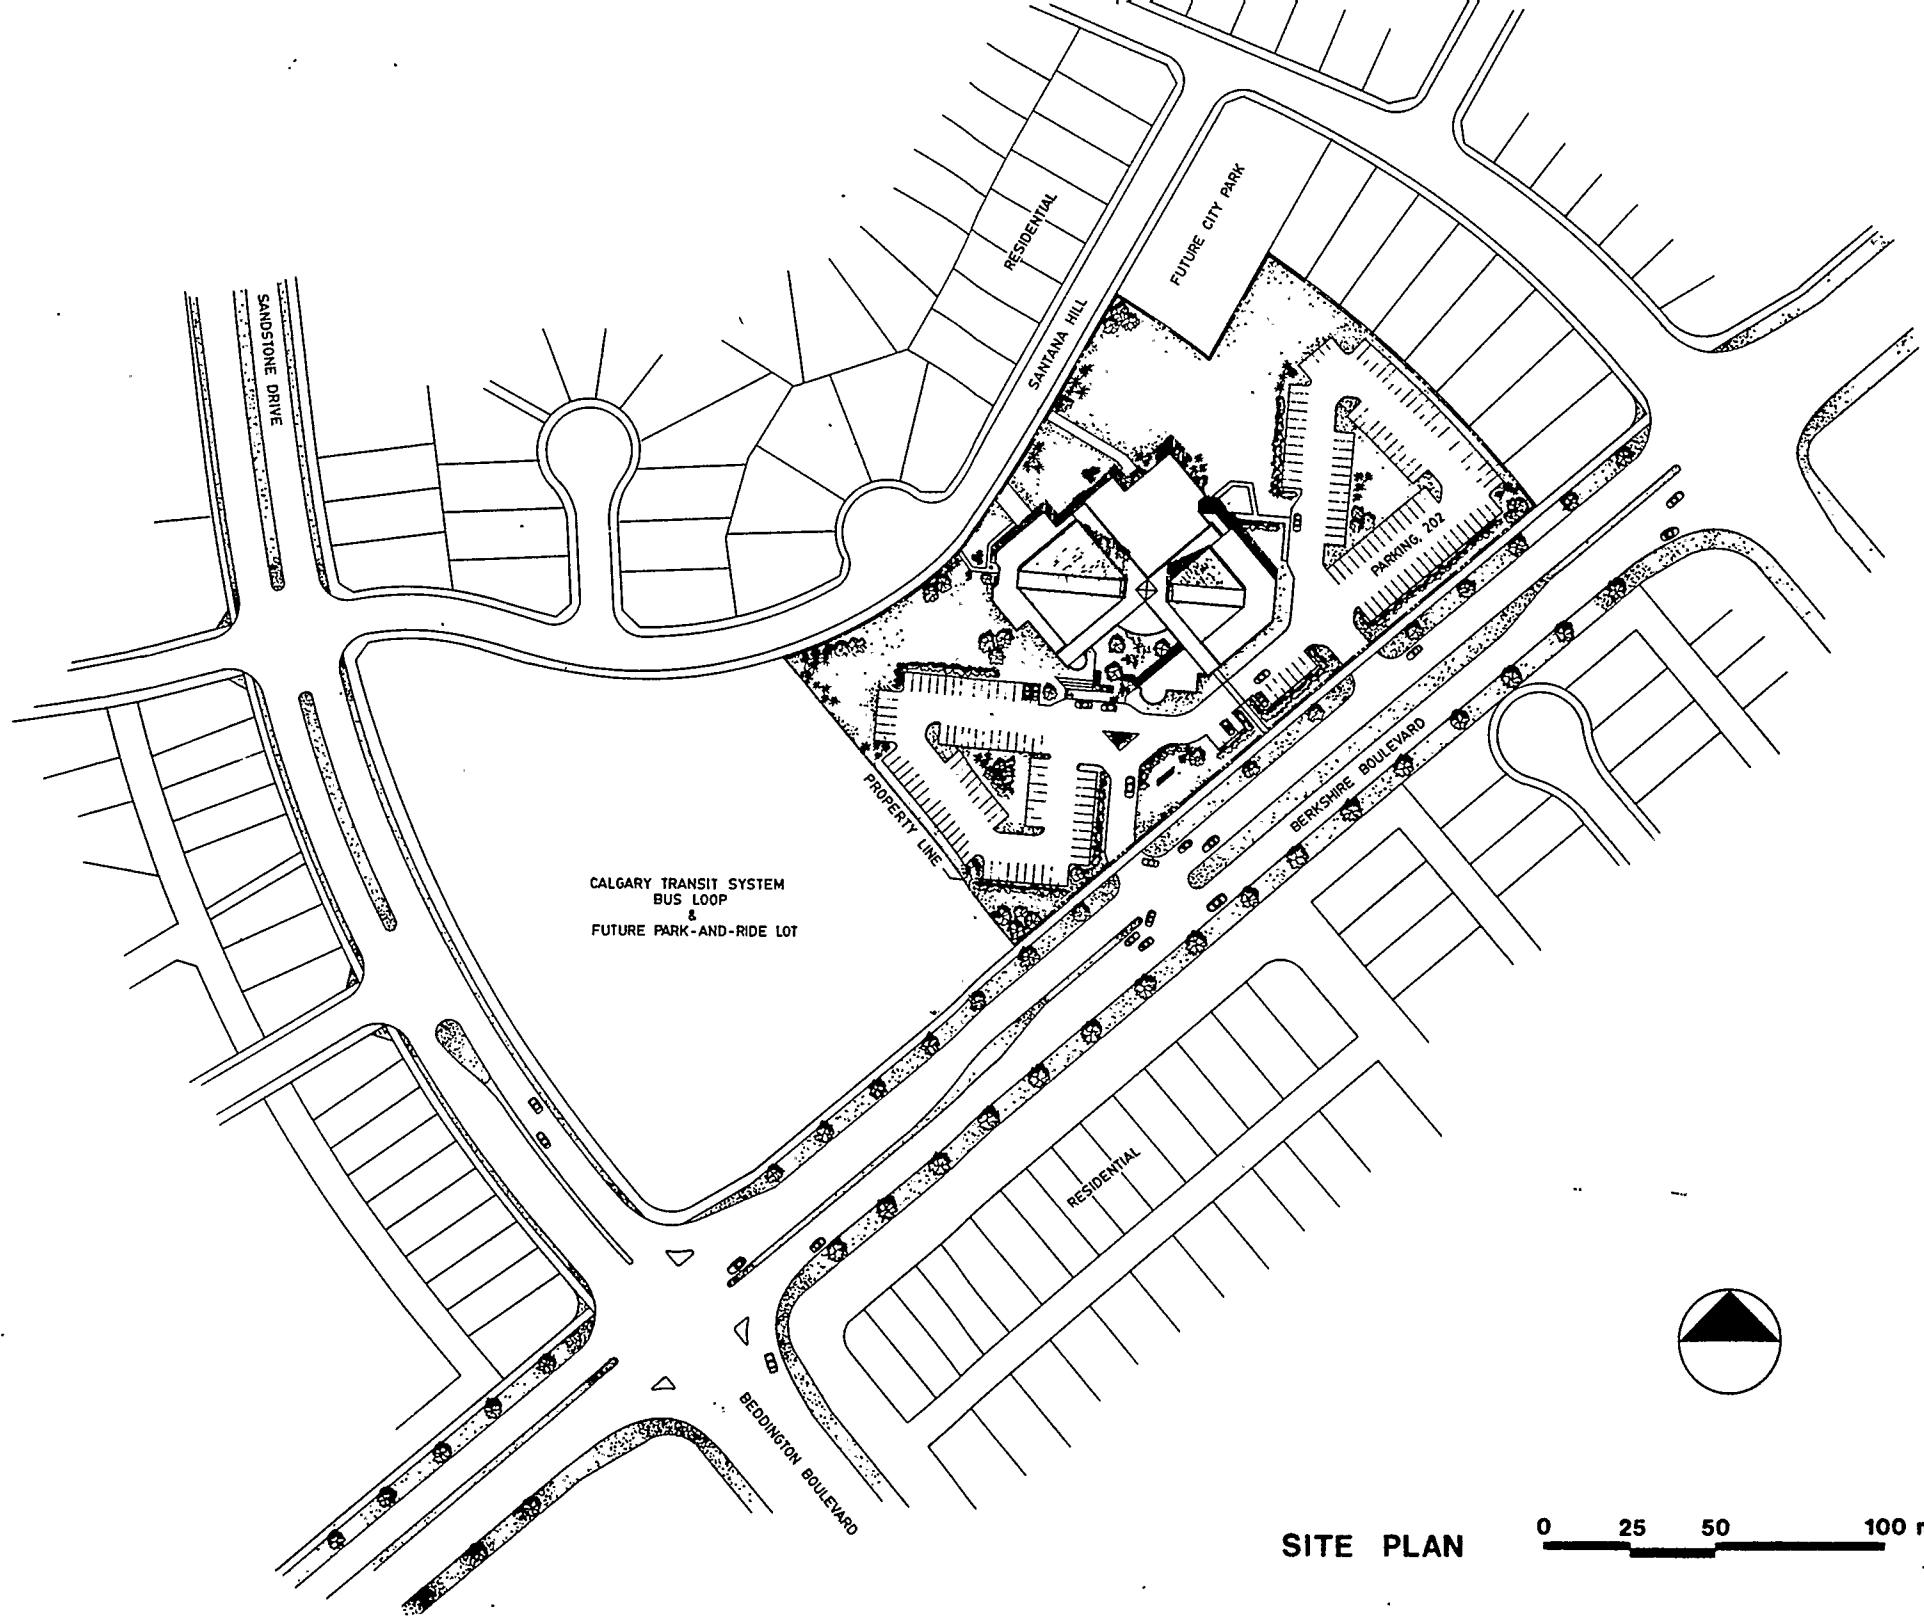 RESIDENTIAL
FUTURE CITY PARK
SANTANA HILL
SANDSTONE DRIVE
PARKING, 202
PROPERTY LINE
BERKSHIRE BOULEVARD
CALGARY TRANSIT SYSTEM
BUS LOOP
&
FUTURE PARK-AND-RIDE LOT
RESIDENTIAL
BEDDINGTON BOULEVARD
SITE PLAN
0 25 50 100